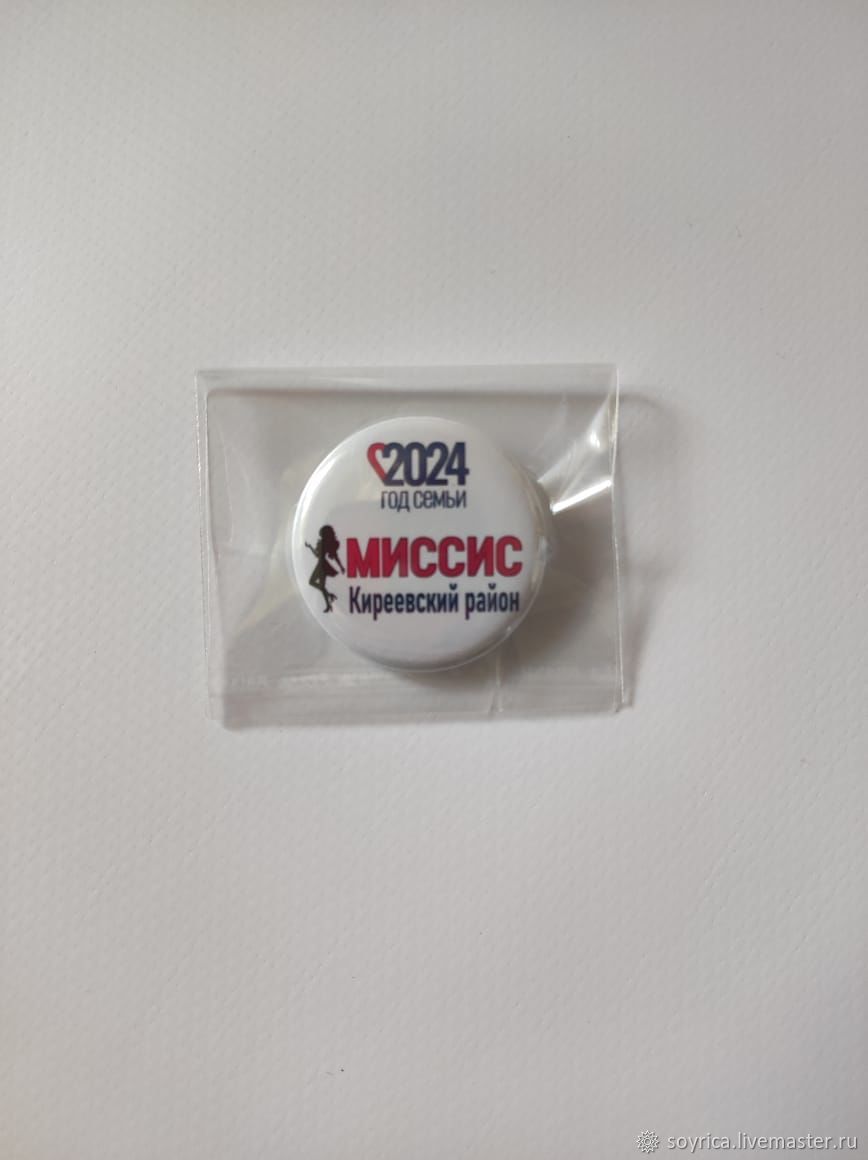 2024
ГОД СЕМЬИ
МИССИС
Киреевский район
soyrica.livemaster.ru